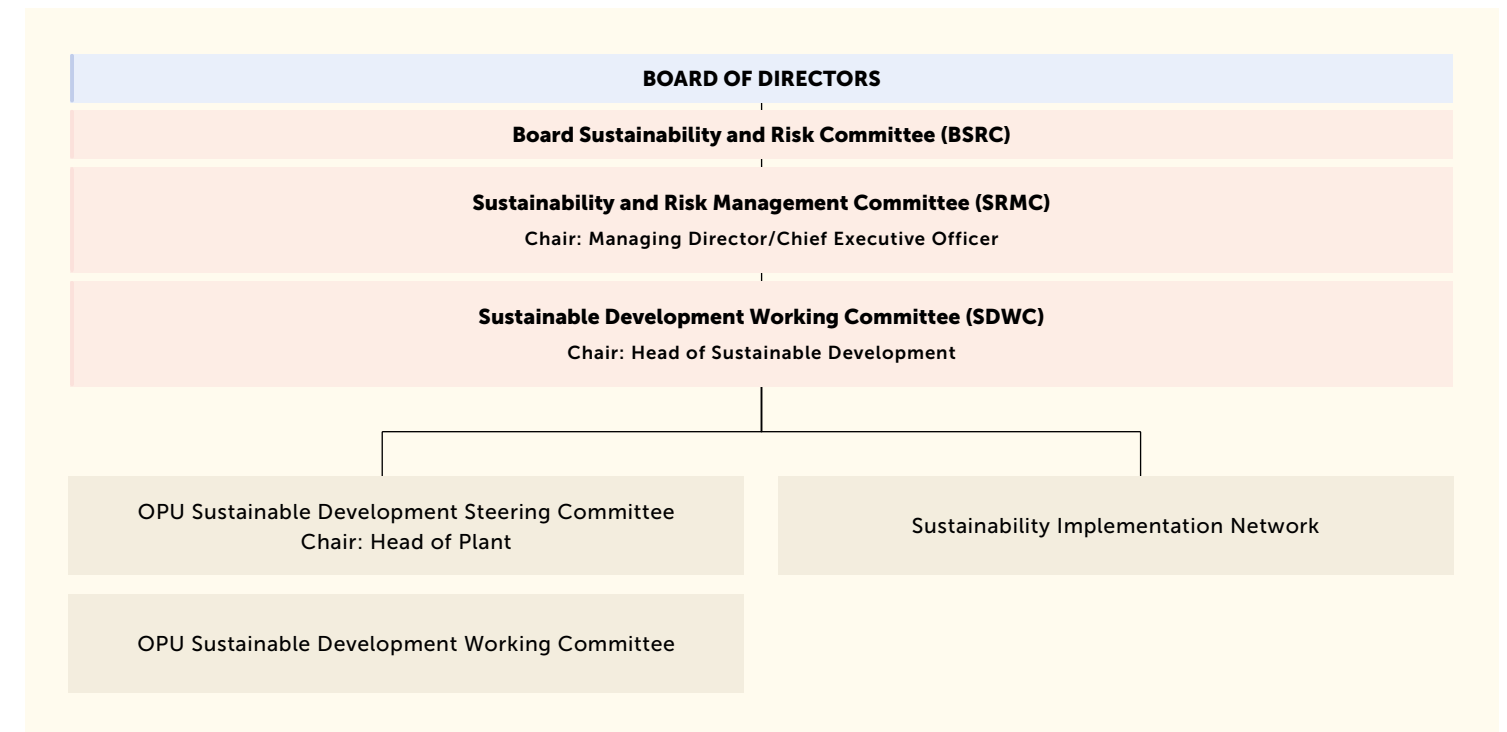 BOARD OF DIRECTORS
Board Sustainability and Risk Committee (BSRC)
Sustainability and Risk Management Committee (SRMC)
Chair: Managing Director/Chief Executive Officer
Sustainable Development Working Committee (SDWC)
Chair: Head of Sustainable Development
OPU Sustainable Development Steering Committee
Chair: Head of Plant
Sustainability Implementation Network
OPU Sustainable Development Working Committee